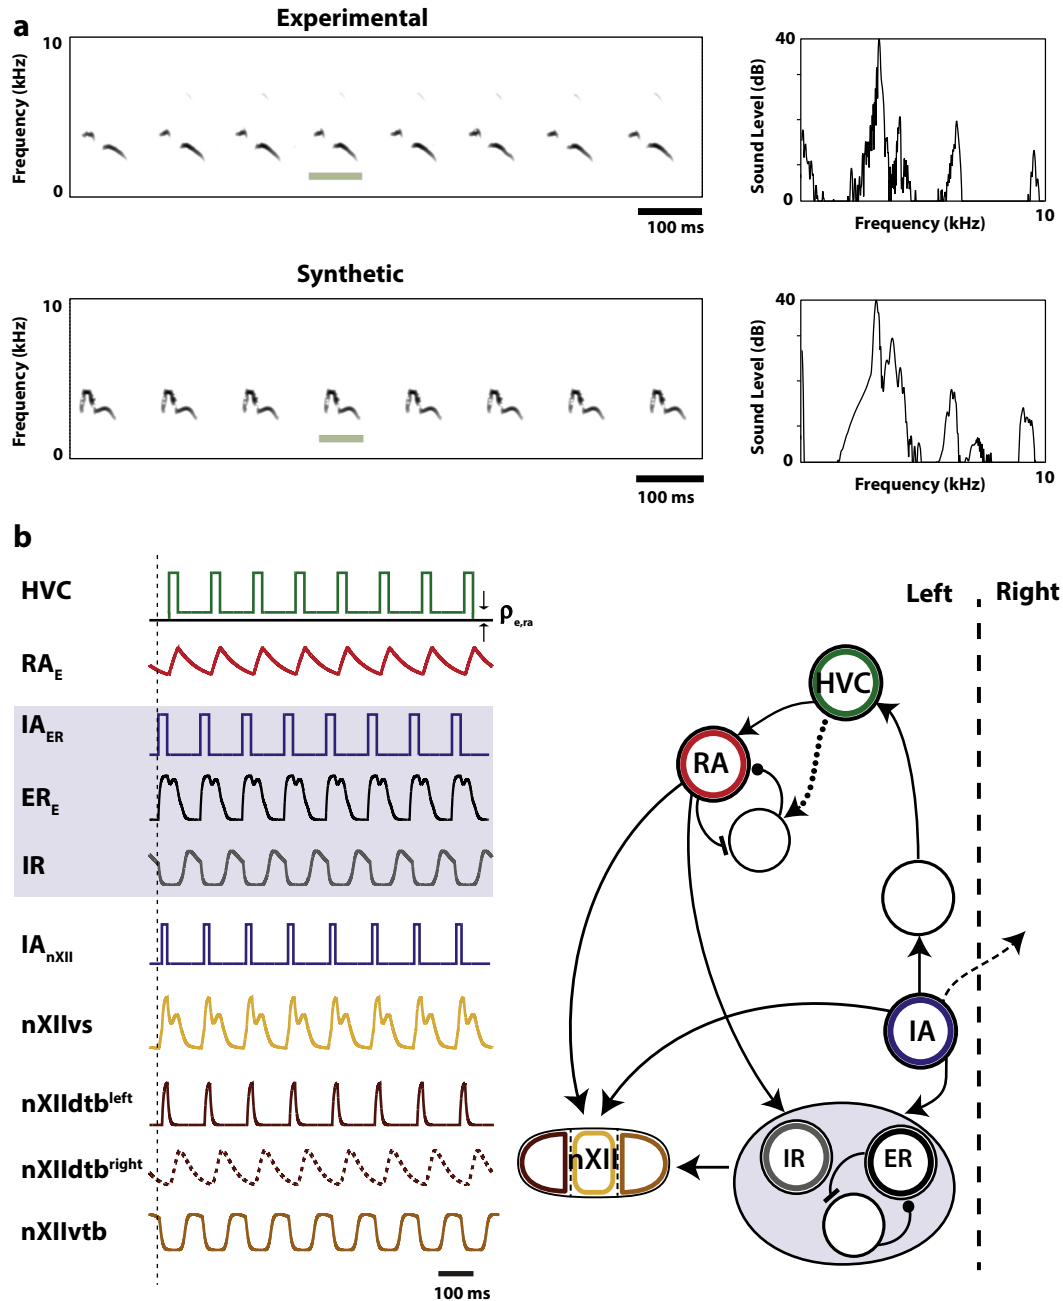 a
Experimental
10
Frequency (kHz)
0
100 ms
40
Sound Level (dB)
0
Frequency (kHz)
10
Synthetic
10
Frequency (kHz)
0
100 ms
40
Sound Level (dB)
0
Frequency (kHz)
10
b
HVC
ρe,ra
RAE
IAER
ERE
IR
IAnXII
nXIIvs
nXIIdtbleft
nXIIdtbright
nXIIvtb
100 ms
Left
Right
HVC
RA
IA
IR
ER
nXII